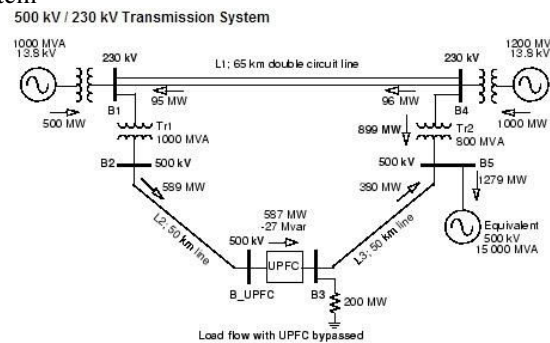 500 kV / 230 kV Transmission System
1000 MVA
13.8 kV
230 kV
L1; 65 km double circuit line
230 kV
1200 MV
13.8 kV
95 MW
96 MW
500 MW
B1
B4
1000 MW
Tr1
1000 MVA
899 MW
Tr2
800 MVA
B2
500 kV
500 kV
B5
589 MW
380 MW
1279 MW
L2; 50 km line
587 MW
-27 Mvar
500 kV
UPFC
L3; 50 km line
Equivalent
500 kV
15 000 MVA
B_UPFC
B3
200 MW
Load flow with UPFC bypassed